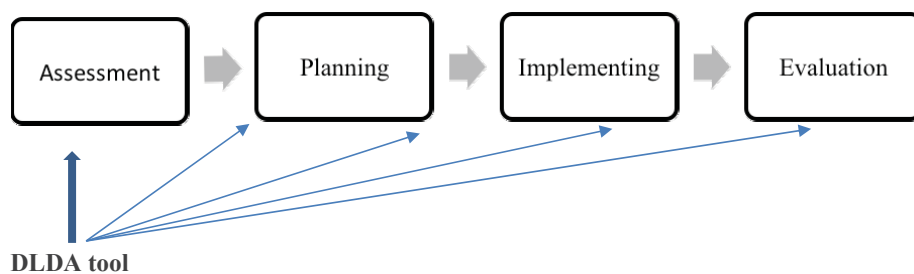 Assessment
Planning
Implementing
Evaluation
DLDA tool